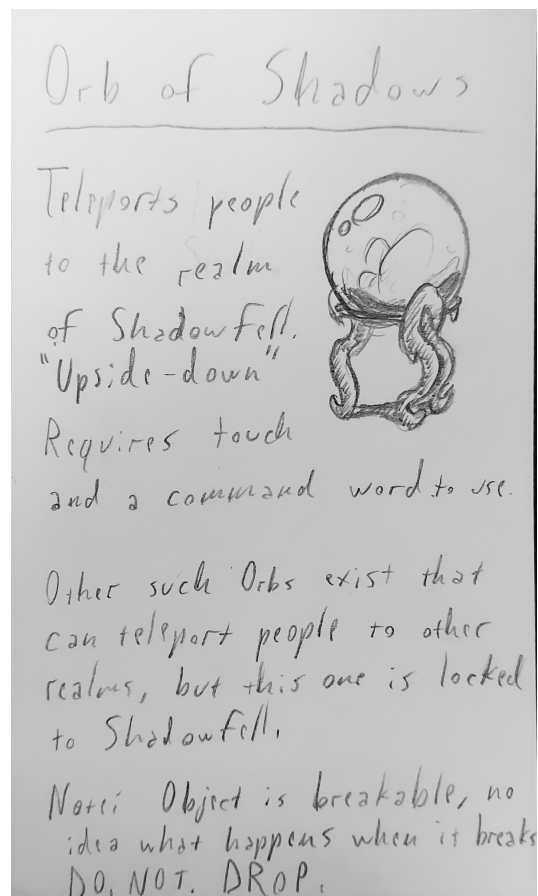 Orb of Shadows
Teleports people
to the realm
of Shadowfell.
"Upside-down"
Requires touch
and a command word to use.
Other such Orbs exist that
can teleport people to other
realms, but this one is locked
to Shadowfell.
Note: Object is breakable, no
idea what happens when it breaks
DO. NOT. DROP.